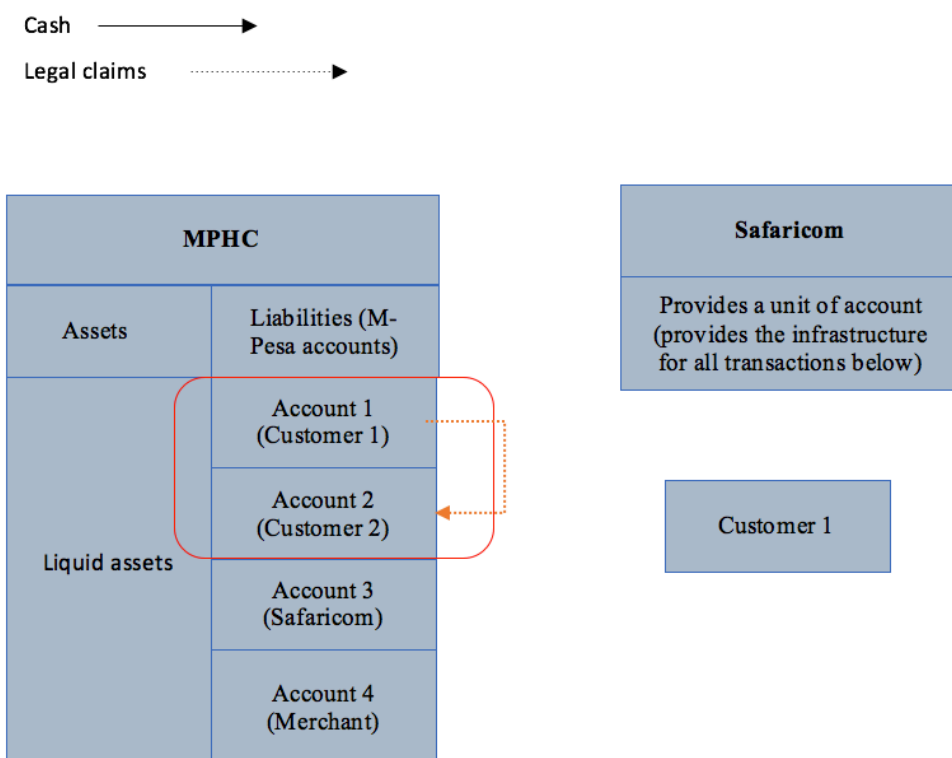 Cash
Legal claims
MPHC
Assets
Liabilities (M-
Pesa accounts)
Liquid assets
Account 1
(Customer 1)
Account 2
(Customer 2)
Account 3
(Safaricom)
Account 4
(Merchant)
Safaricom
Provides a unit of account
(provides the infrastructure
for all transactions below)
Customer 1